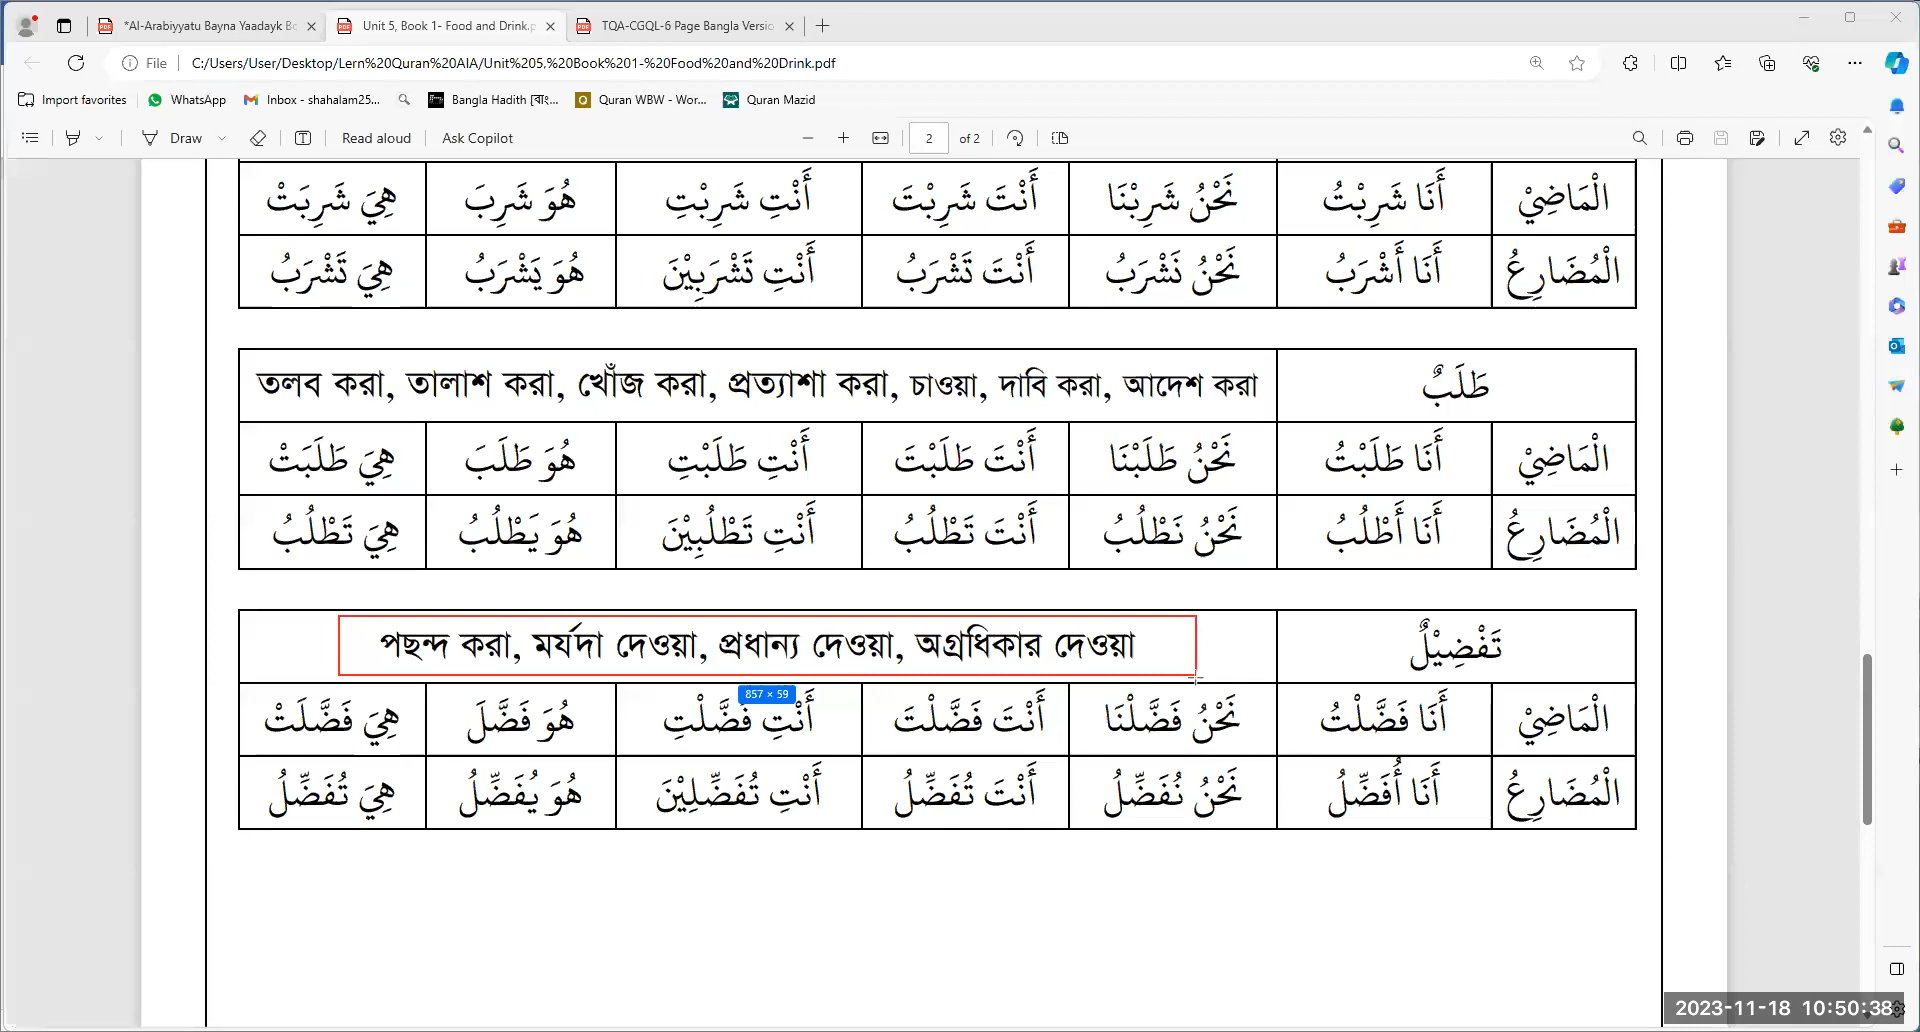 *Al-Arabiyyatu Bayna Yaadayk Bo
Unit 5, Book 1- Food and Drink.p
TQA-CGQL-6 Page Bangla Versio
File
C:/Users/User/Desktop/Lern%20Quran%20AIA/Unit%205,%20Book%201-%20Food%20and%20Drink.pdf
Import favorites
WhatsApp
Inbox - shahalam25...
Bangla Hadith [বাং...
Quran WBW - Wor...
Quran Mazid
Draw
Read aloud
Ask Copilot
2 of 2
الْمَاضِيْ أَنَا شَرِبْتُ نَحْنُ شَرِبْنَا أَنْتَ شَرِبْتَ أَنْتِ شَرِبْتِ هُوَ شَرِبَ هِيَ شَرِبَتْ
الْمُضَارِعُ أَنَا أَشْرَبُ نَحْنُ نَشْرَبُ أَنْتَ تَشْرَبُ أَنْتِ تَشْرَبِيْنَ هُوَ يَشْرَبُ هِيَ تَشْرَبُ
طَلَبٌ তলব করা, তালাশ করা, খোঁজ করা, প্রত্যাশা করা, চাওয়া, দাবি করা, আদেশ করা
الْمَاضِيْ أَنَا طَلَبْتُ نَحْنُ طَلَبْنَا أَنْتَ طَلَبْتَ أَنْتِ طَلَبْتِ هُوَ طَلَبَ هِيَ طَلَبَتْ
الْمُضَارِعُ أَنَا أَطْلُبُ نَحْنُ نَطْلُبُ أَنْتَ تَطْلُبُ أَنْتِ تَطْلُبِيْنَ هُوَ يَطْلُبُ هِيَ تَطْلُبُ
تَفْضِيْلٌ পছন্দ করা, মর্যদা দেওয়া, প্রধান্য দেওয়া, অগ্রধিকার দেওয়া
857 × 59
الْمَاضِيْ أَنَا فَضَّلْتُ نَحْنُ فَضَّلْنَا أَنْتَ فَضَّلْتَ أَنْتِ فَضَّلْتِ هُوَ فَضَّلَ هِيَ فَضَّلَتْ
الْمُضَارِعُ أَنَا أُفَضِّلُ نَحْنُ نُفَضِّلُ أَنْتَ تُفَضِّلُ أَنْتِ تُفَضِّلِيْنَ هُوَ يُفَضِّلُ هِيَ تُفَضِّلُ
2023-11-18 10:50:38